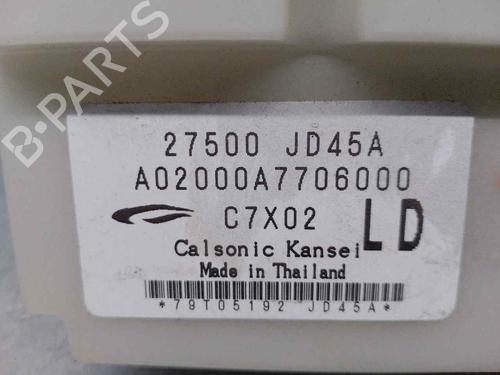 B-PARTS
27500 JD45A
A02000A7706000
C7X02
LD
Calsonic Kansei
Made in Thailand
*79T05192 JD45A*